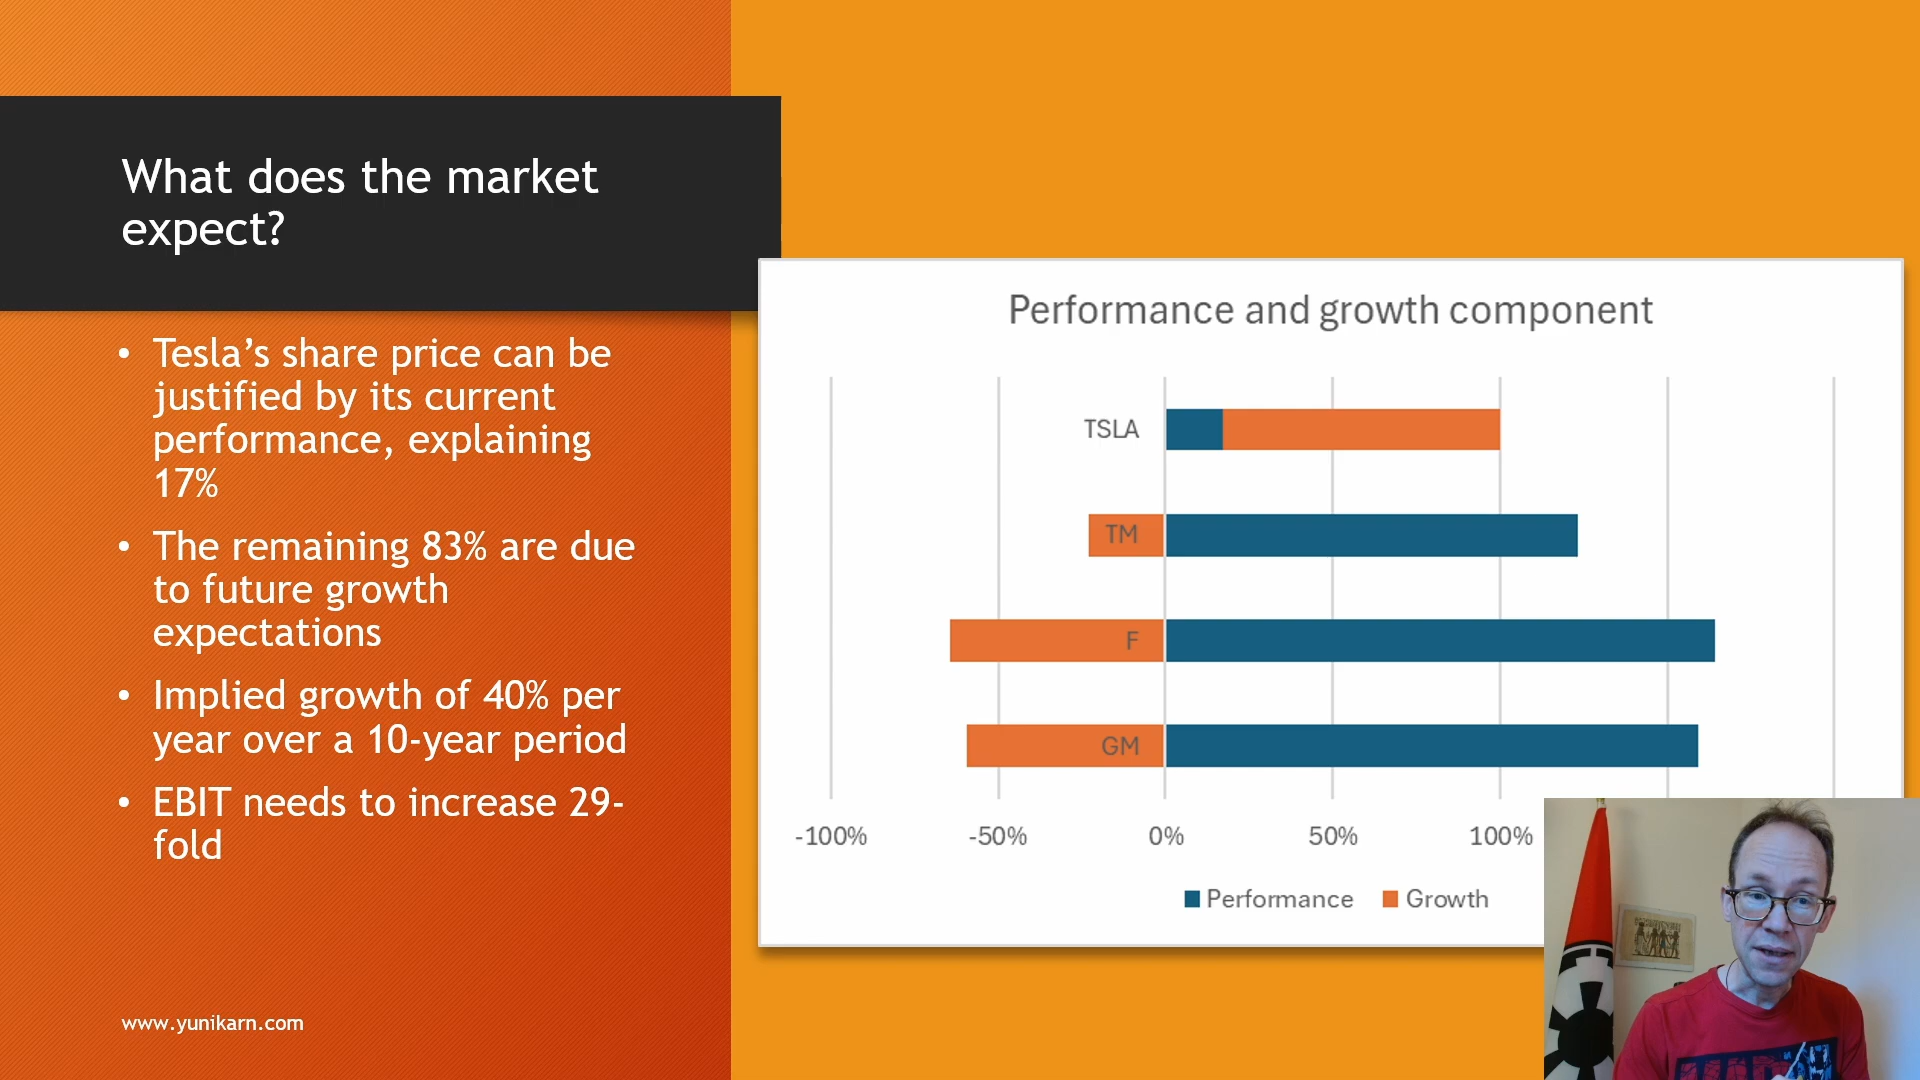 What does the market
expect?
• Tesla’s share price can be
justified by its current
performance, explaining
17%
• The remaining 83% are due
to future growth
expectations
• Implied growth of 40% per
year over a 10-year period
• EBIT needs to increase 29-
fold
www.yunikarn.com
Performance and growth component
TSLA
TM
F
GM
-100% -50% 0% 50% 100%
Performance Growth